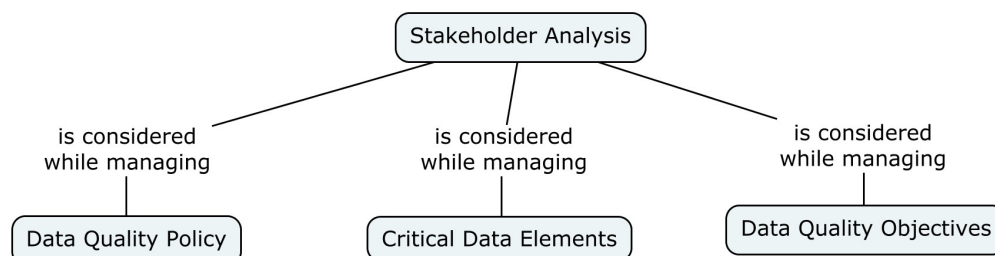 Stakeholder Analysis
is considered
while managing
is considered
while managing
is considered
while managing
Data Quality Policy
Critical Data Elements
Data Quality Objectives